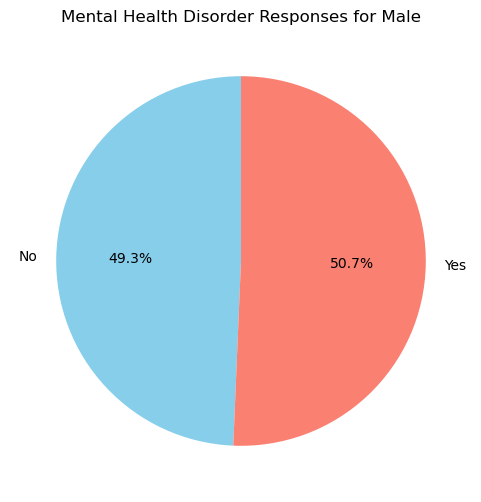 Mental Health Disorder Responses for Male
No
49.3%
50.7%
Yes